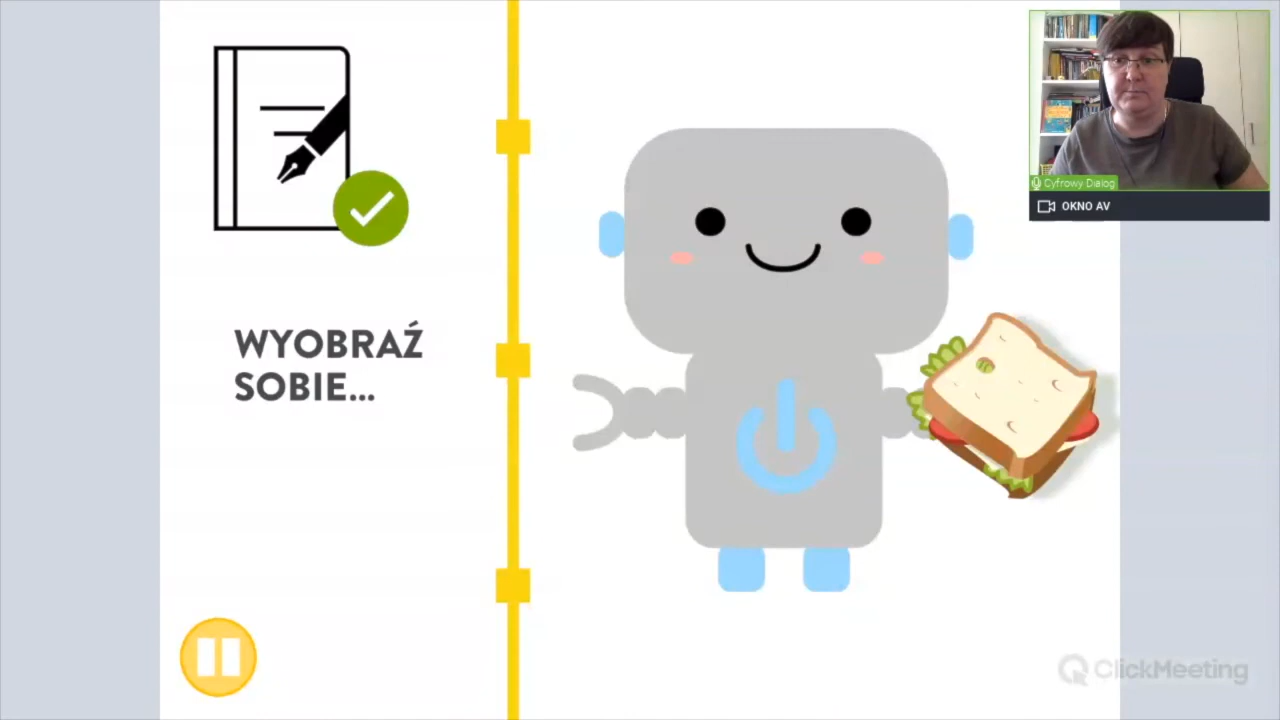 WYOBRAŹ
SOBIE...
Cyfrowy Dialog
OKNO AV
ClickMeeting